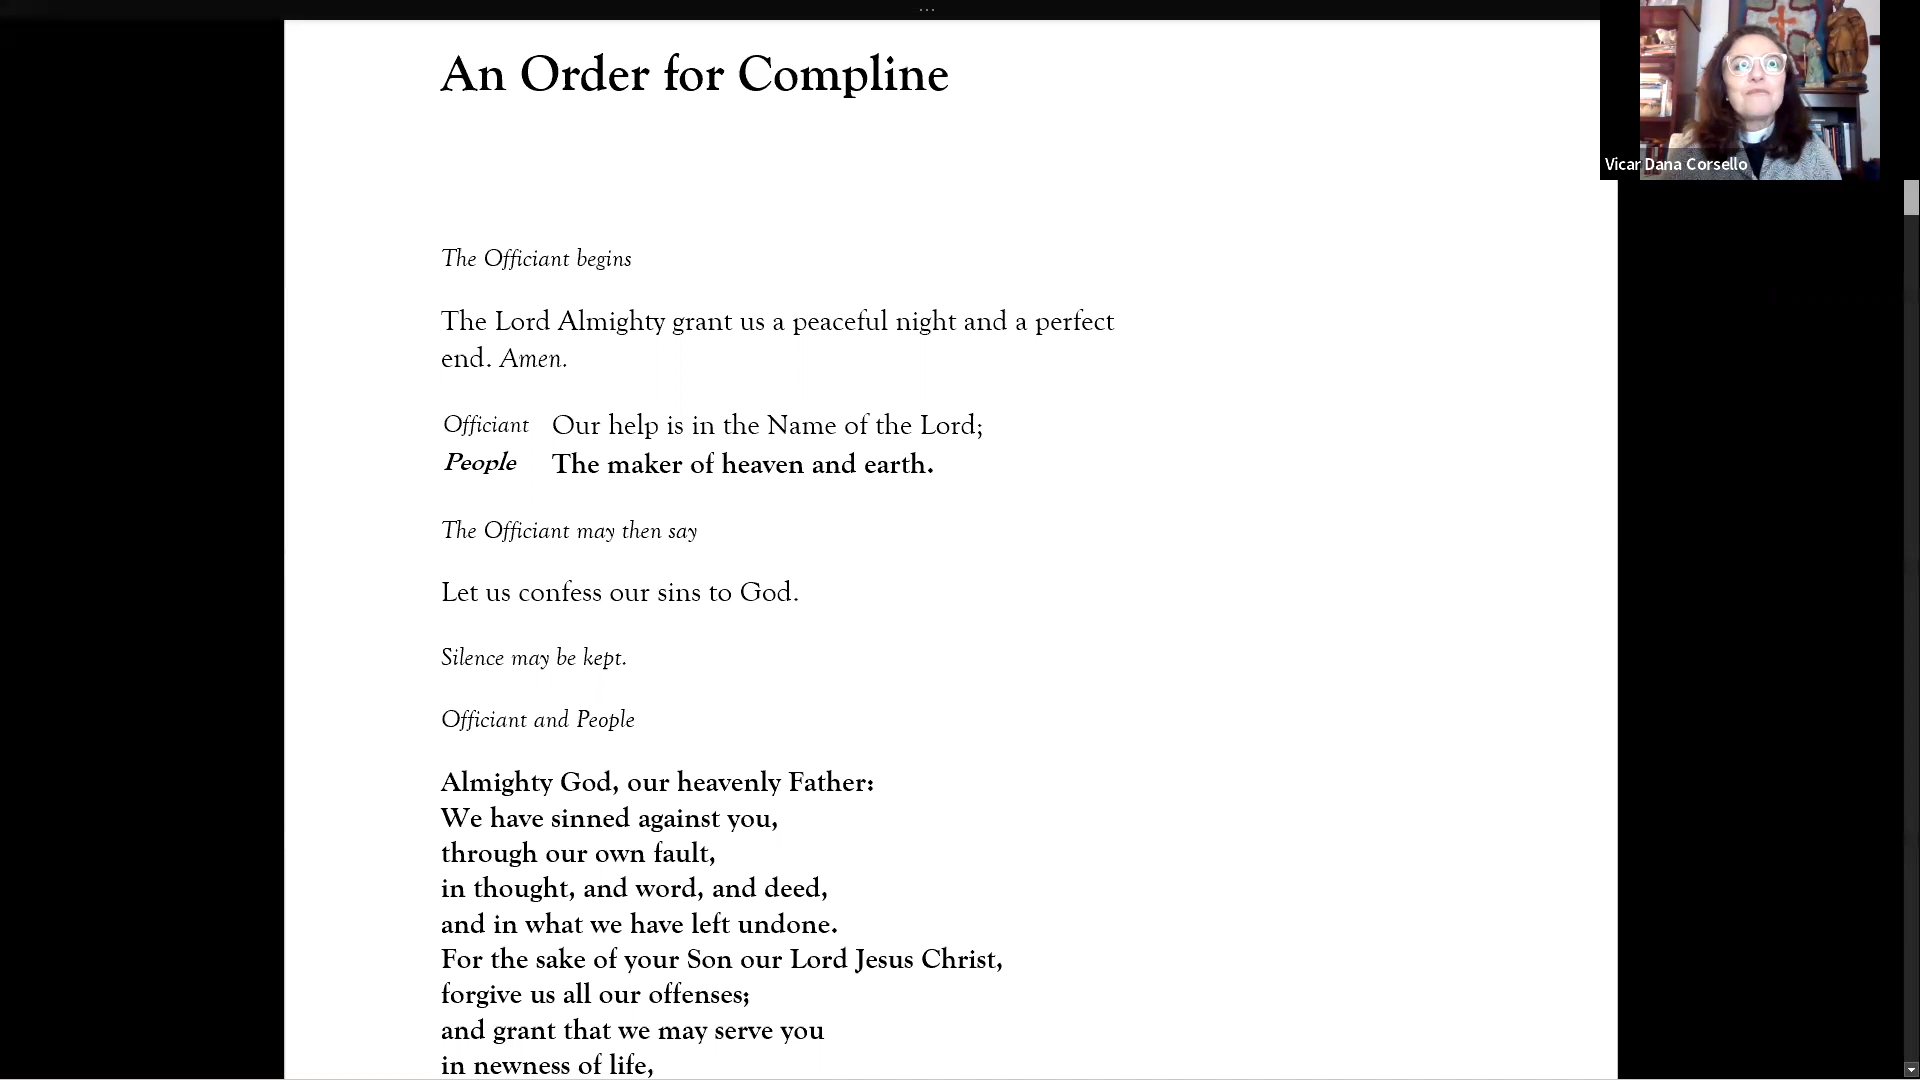 An Order for Compline
Vicar Dana Corsello
The Officiant begins
The Lord Almighty grant us a peaceful night and a perfect
end. Amen.
Officiant Our help is in the Name of the Lord;
People The maker of heaven and earth.
The Officiant may then say
Let us confess our sins to God.
Silence may be kept.
Officiant and People
Almighty God, our heavenly Father:
We have sinned against you,
through our own fault,
in thought, and word, and deed,
and in what we have left undone.
For the sake of your Son our Lord Jesus Christ,
forgive us all our offenses;
and grant that we may serve you
in newness of life,